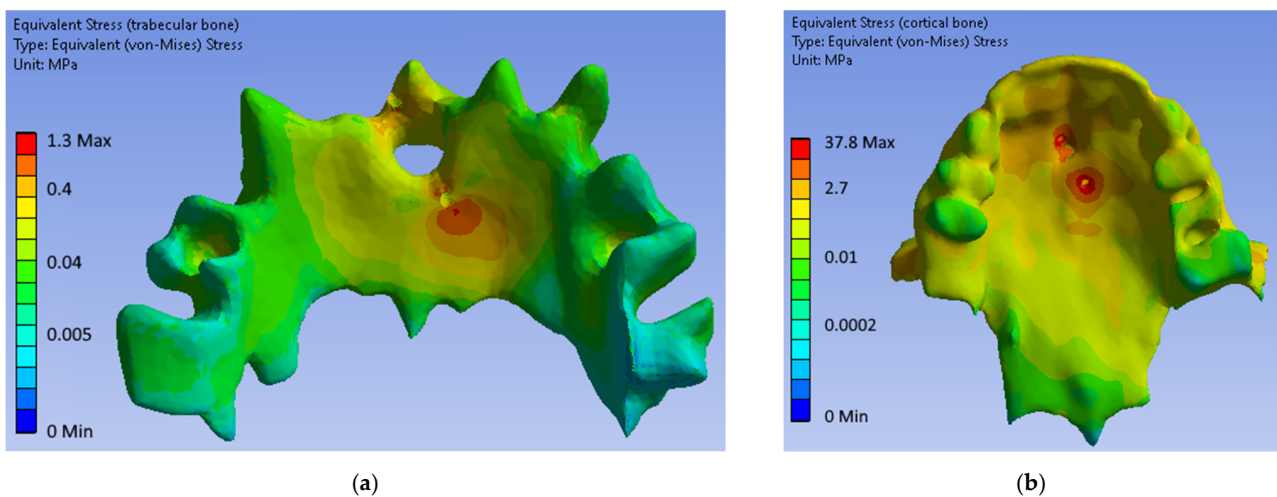 Equivalent Stress (trabecular bone)
Type: Equivalent (von-Mises) Stress
Unit: MPa
1.3 Max
0.4
0.04
0.005
0 Min
(a)
Equivalent Stress (cortical bone)
Type: Equivalent (von-Mises) Stress
Unit: MPa
37.8 Max
2.7
0.01
0.0002
0 Min
(b)